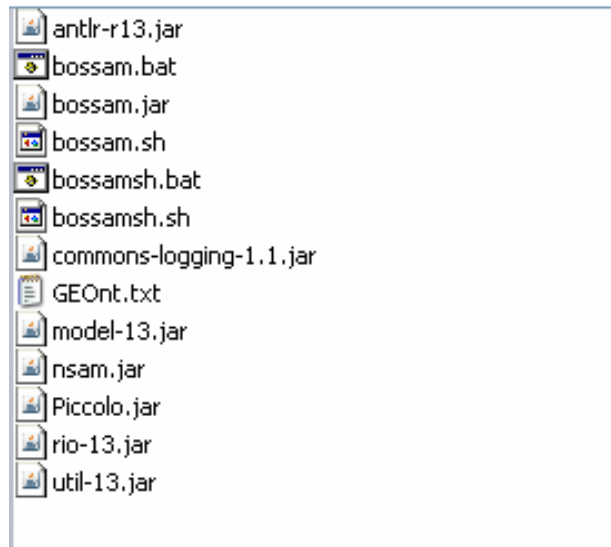 antlr-r13.jar
bossam.bat
bossam.jar
bossam.sh
bossamsh.bat
bossamsh.sh
commons-logging-1.1.jar
GEOnt.txt
model-13.jar
nsam.jar
Piccolo.jar
rio-13.jar
util-13.jar